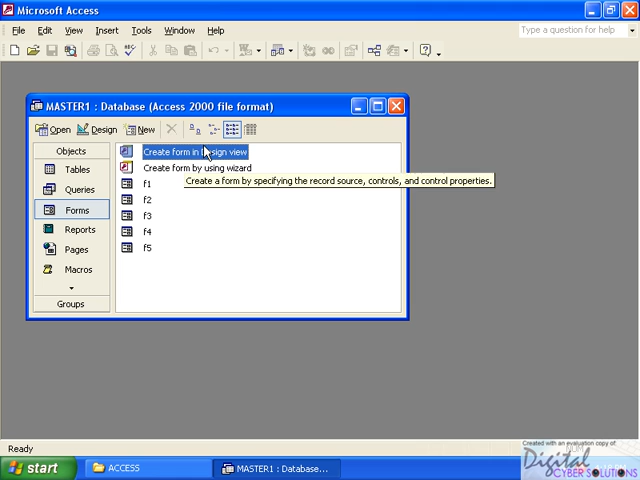 Microsoft Access
File Edit View Insert Tools Window Help
Type a question for help
MASTER1 : Database (Access 2000 file format)
Open Design New
Objects
Tables
Queries
Forms
Reports
Pages
Macros
Groups
Create form in Design view
Create form by using wizard
Create a form by specifying the record source, controls, and control properties.
f1
f2
f3
f4
f5
Ready
Created with an evaluation copy of
Digital
CYBER SOLUTIONS
start
ACCESS
MASTER1 : Database...